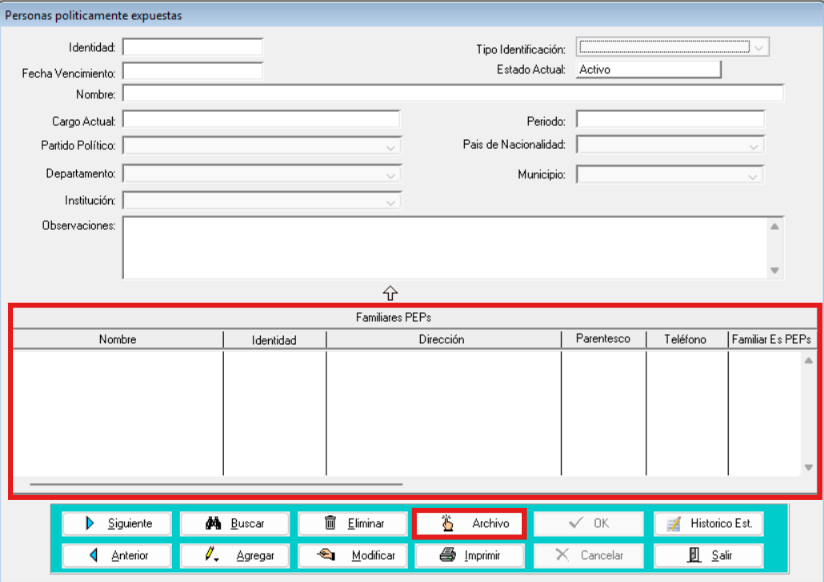 Personas politicamente expuestas
Identidad: Tipo Identificación:
Fecha Vencimiento: Estado Actual: Activo
Nombre:
Cargo Actual: Periodo:
Partido Político: Pais de Nacionalidad:
Departamento: Municipio:
Institución:
Observaciones:
Familiares PEPs
Nombre Identidad Dirección Parentesco Teléfono Familiar Es PEPs
Siguiente Buscar Eliminar Archivo OK Historico Est.
Anterior Agregar Modificar Imprimir Cancelar Salir